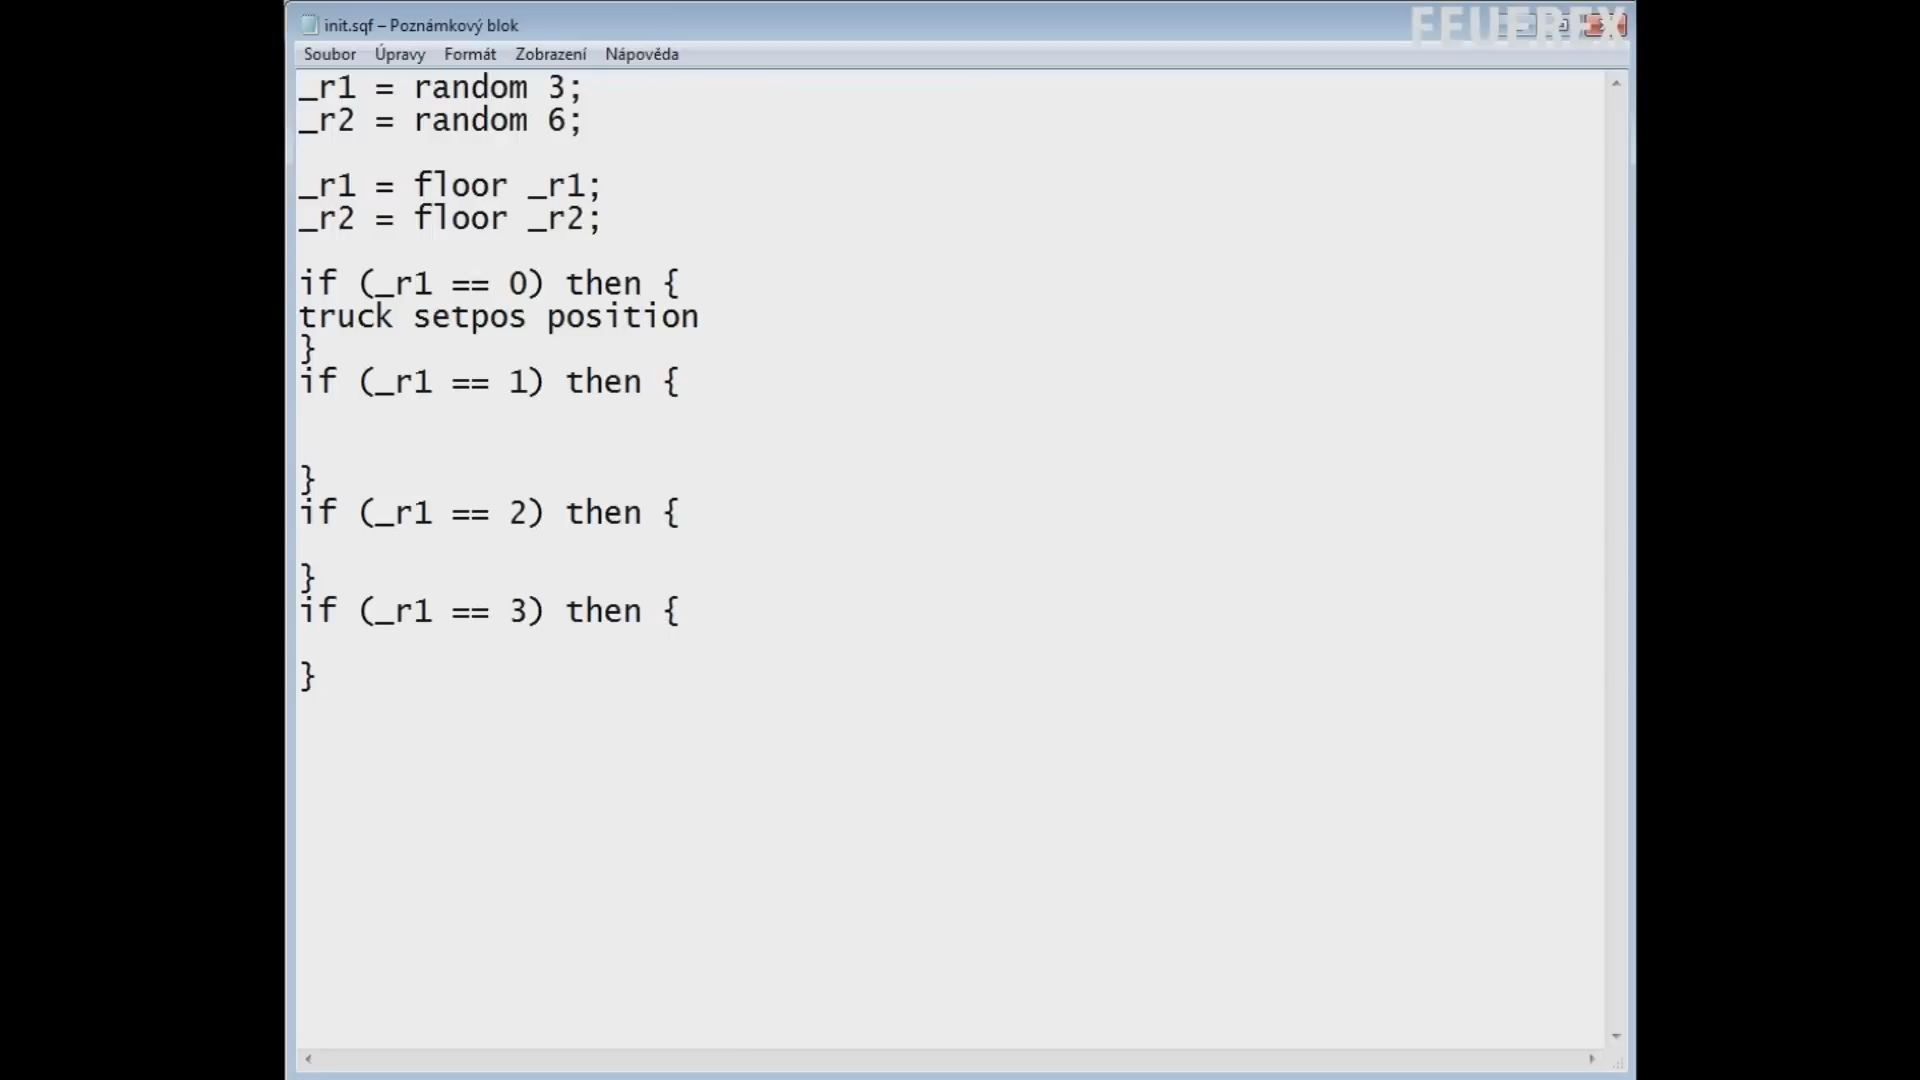 FEUEREX
init.sqf – Poznámkový blok
Soubor Úpravy Formát Zobrazení Nápověda
_r1 = random 3;
_r2 = random 6;
_r1 = floor _r1;
_r2 = floor _r2;
if (_r1 == 0) then {
truck setpos position
}
if (_r1 == 1) then {
}
if (_r1 == 2) then {
}
if (_r1 == 3) then {
}